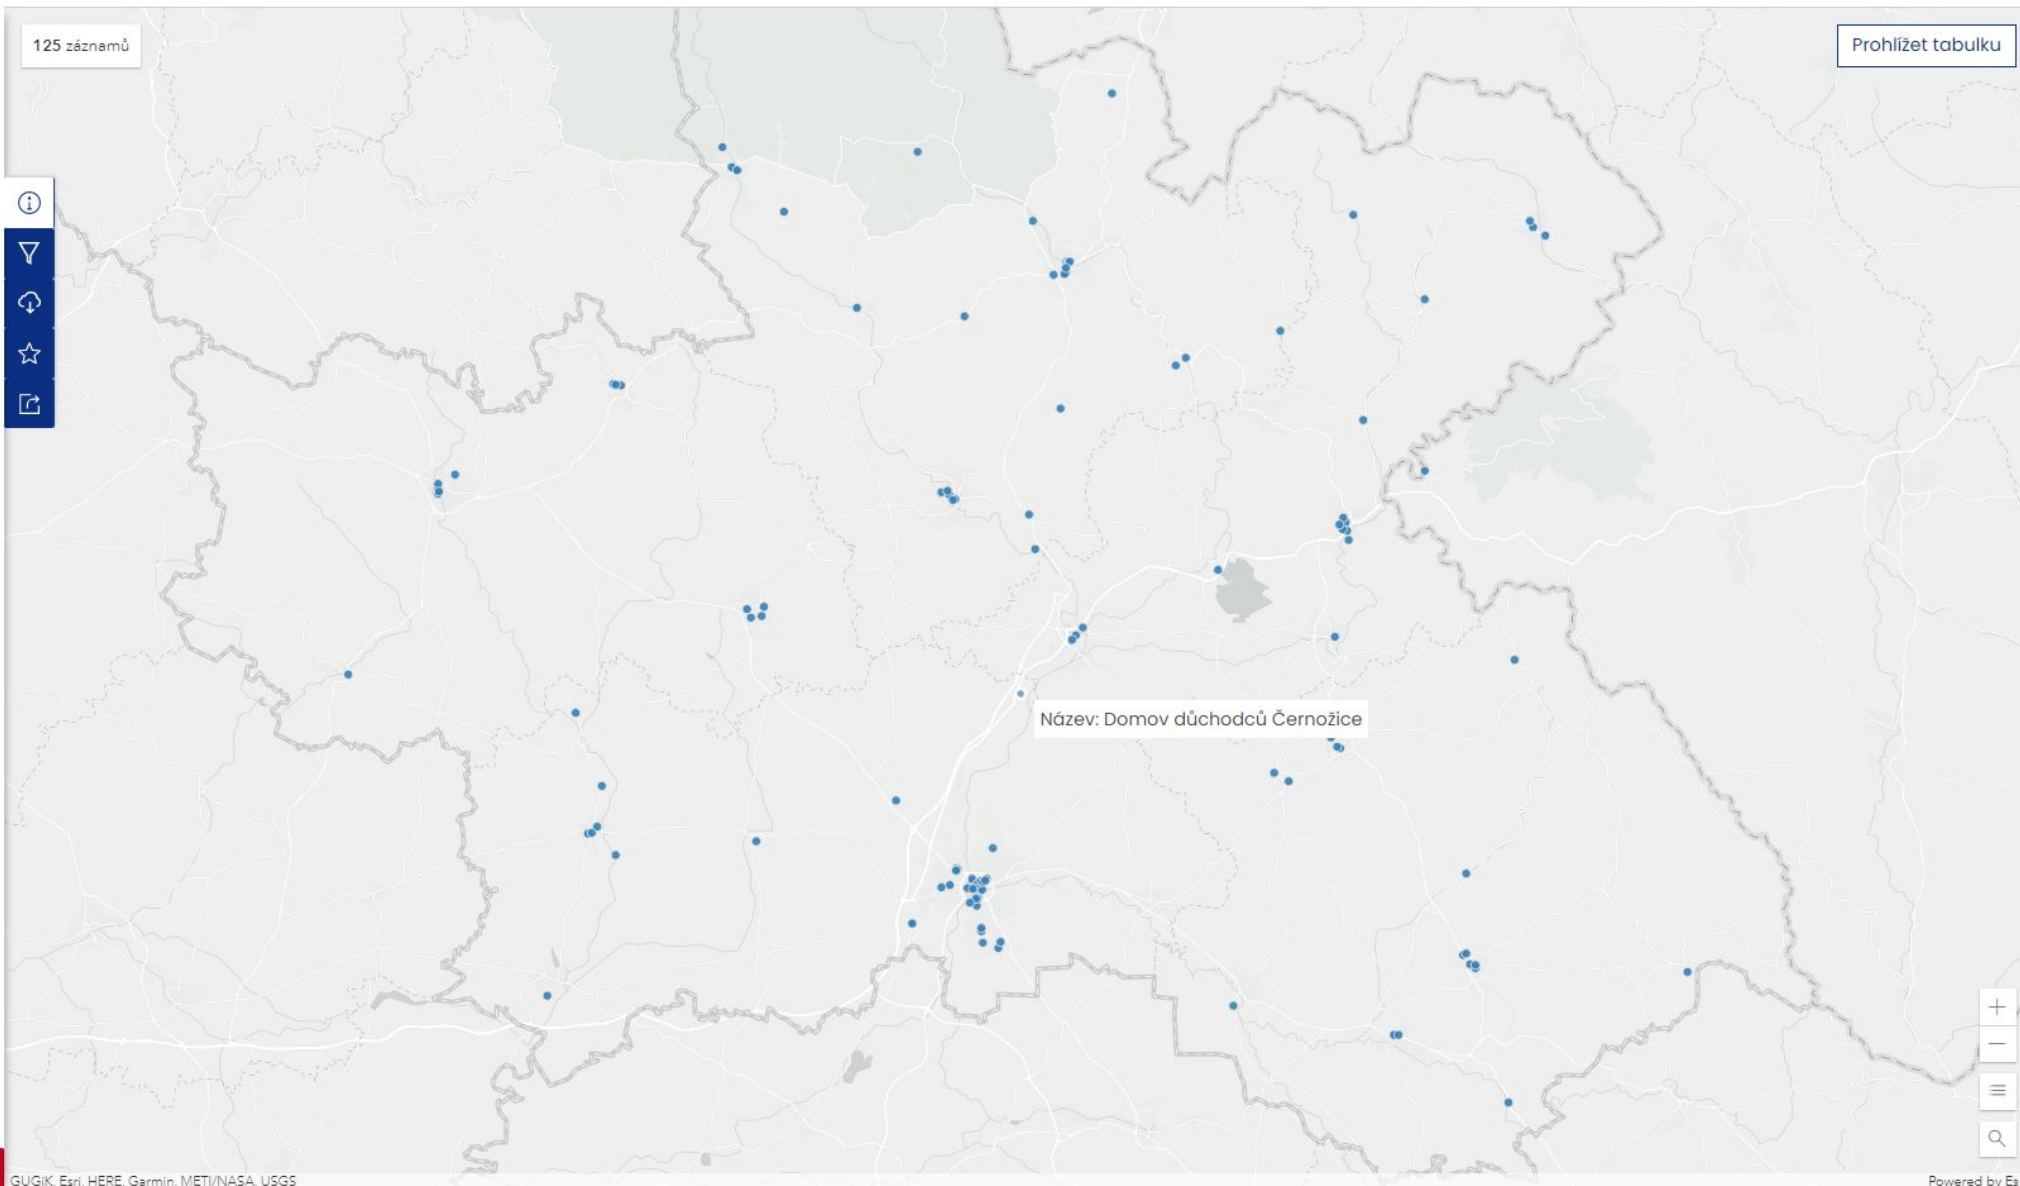 125 záznamů
Prohlížet tabulku
Název: Domov důchodců Černožice
GUGiK, Esri, HERE, Garmin, METI/NASA, USGS
Powered by Es